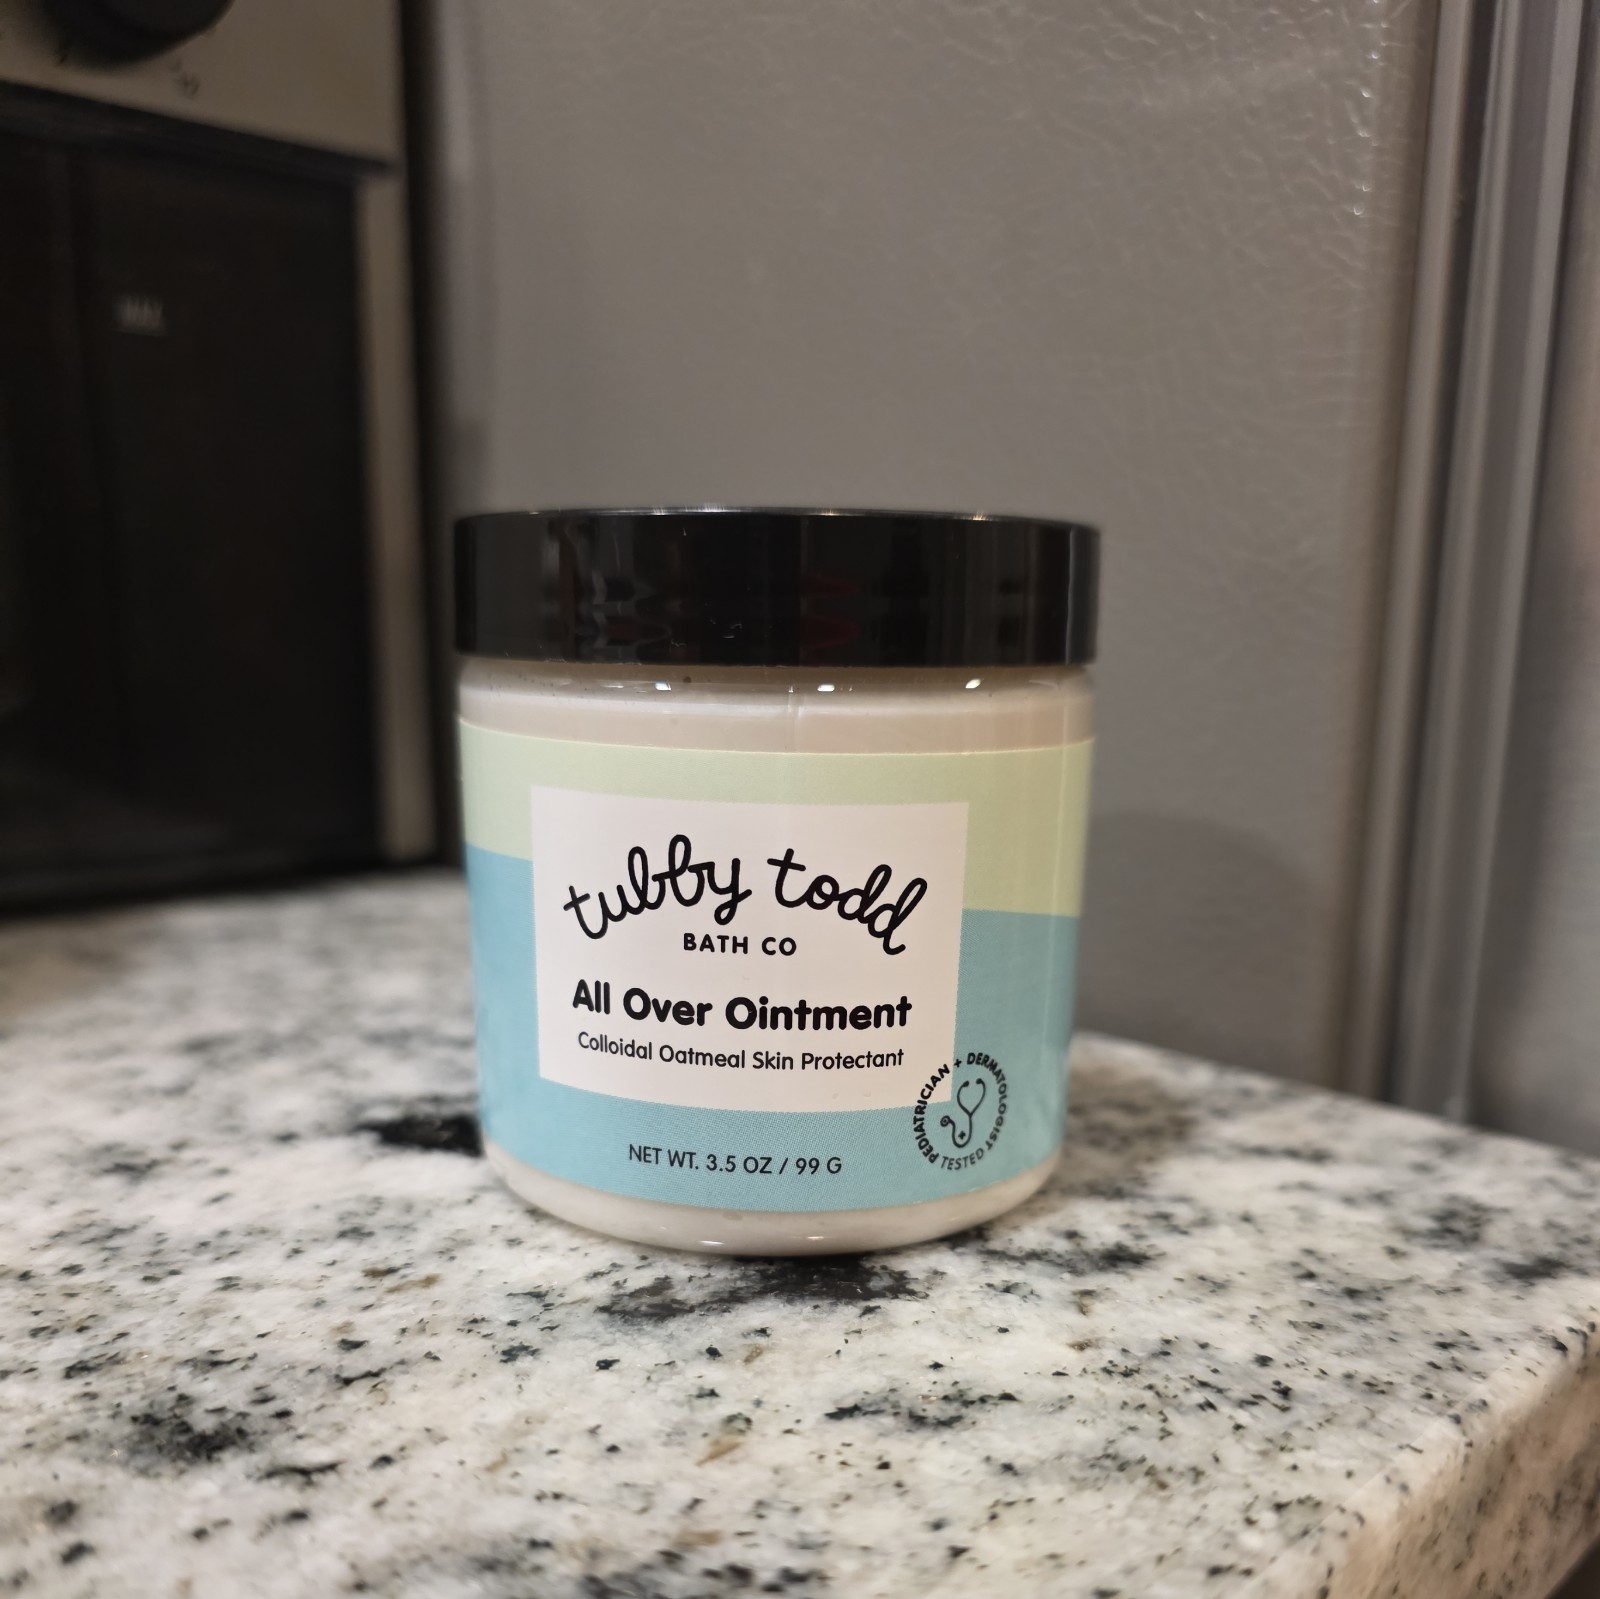 tubby todd
BATH CO
All Over Ointment
Colloidal Oatmeal Skin Protectant
PEDIATRICIAN + DERMATOLOGIST TESTED
NET WT. 3.5 OZ / 99 G